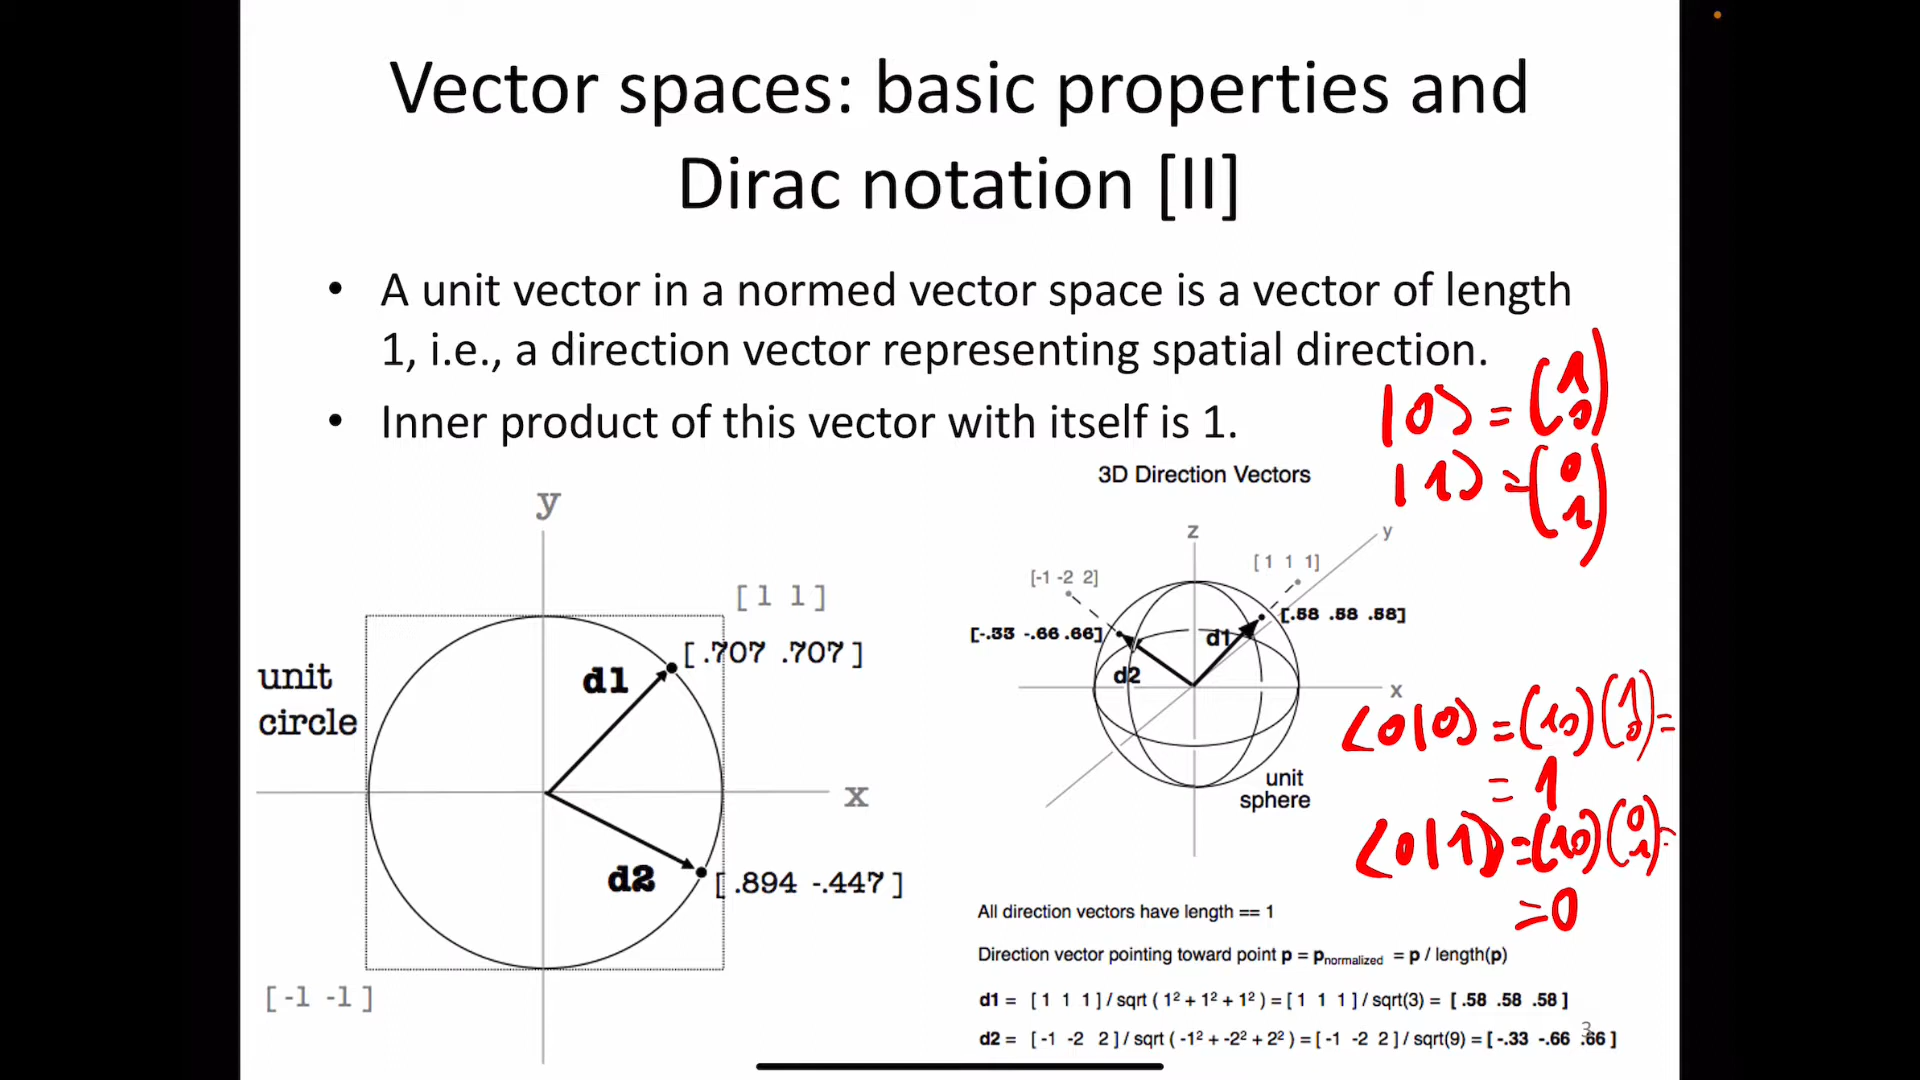 Vector spaces: basic properties and
Dirac notation [II]
• A unit vector in a normed vector space is a vector of length
1, i.e., a direction vector representing spatial direction.
• Inner product of this vector with itself is 1.
|0⟩ = (1 0)
|1⟩ = (0 1)
y
[ 1 1 ]
[ .707 .707 ]
d1
unit
circle
x
d2
[ .894 -.447 ]
[ -1 -1 ]
3D Direction Vectors
z
y
[-1 -2 2]
[ 1 1 1]
[-.33 -.66 .66]
[.58 .58 .58]
d1
d2
x
unit
sphere
⟨0|0⟩ = (1 0)(1 0) =
= 1
⟨0|1⟩ = (1 0)(0 1) =
= 0
All direction vectors have length == 1
Direction vector pointing toward point p = pnormalized = p / length(p)
d1 = [ 1 1 1 ] / sqrt ( 1² + 1² + 1² ) = [ 1 1 1 ] / sqrt(3) = [ .58 .58 .58 ]
d2 = [ -1 -2 2 ] / sqrt ( -1² + -2² + 2² ) = [ -1 -2 2 ] / sqrt(9) = [ -.33 -.66 .66 ]
3